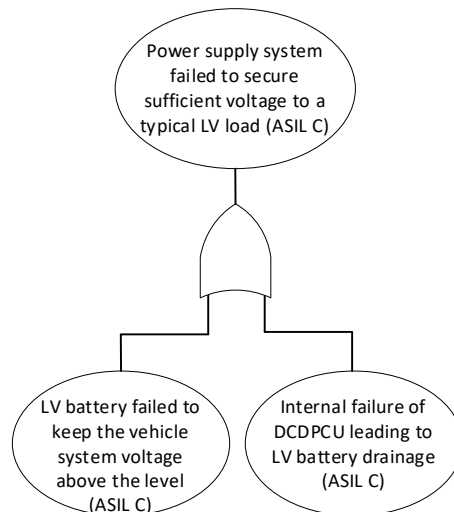 Power supply system
failed to secure
sufficient voltage to a
typical LV load (ASIL C)
LV battery failed to
keep the vehicle
system voltage
above the level
(ASIL C)
Internal failure of
DCDPCU leading to
LV battery drainage
(ASIL C)